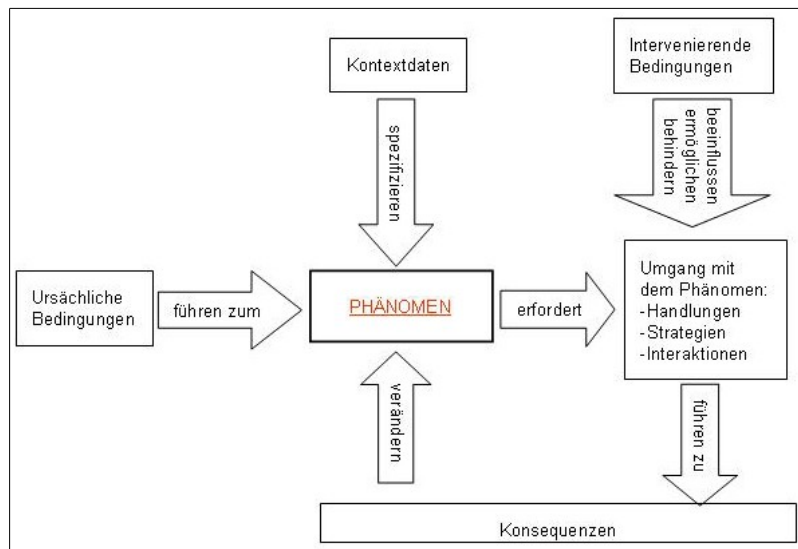 Kontextdaten
Intervenierende
Bedingungen
spezifizieren
beeinflussen
ermöglichen
behindern
Ursächliche
Bedingungen
führen zum
PHÄNOMEN
erfordert
Umgang mit
dem Phänomen:
-Handlungen
-Strategien
-Interaktionen
verändern
führen zu
Konsequenzen